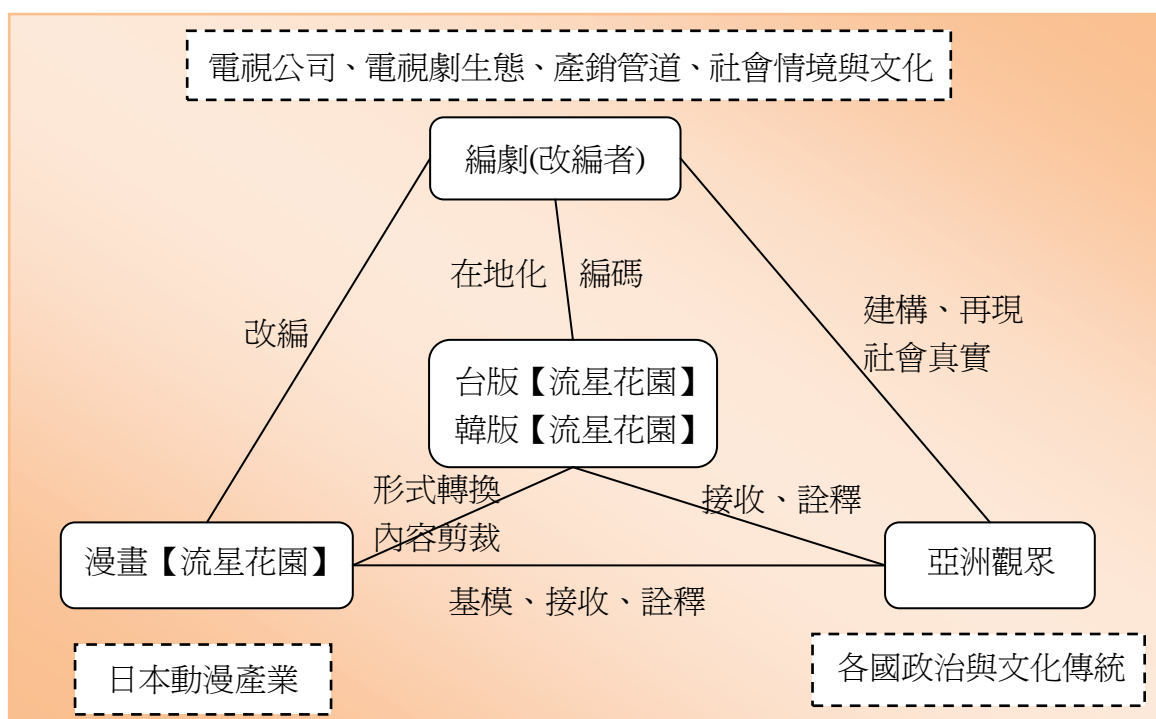 電視公司、電視劇生態、產銷管道、社會情境與文化
編劇(改編者)
在地化
編碼
改編
建構、再現
社會真實
台版【流星花園】
韓版【流星花園】
形式轉換
內容剪裁
接收、詮釋
漫畫【流星花園】
亞洲觀眾
基模、接收、詮釋
日本動漫產業
各國政治與文化傳統